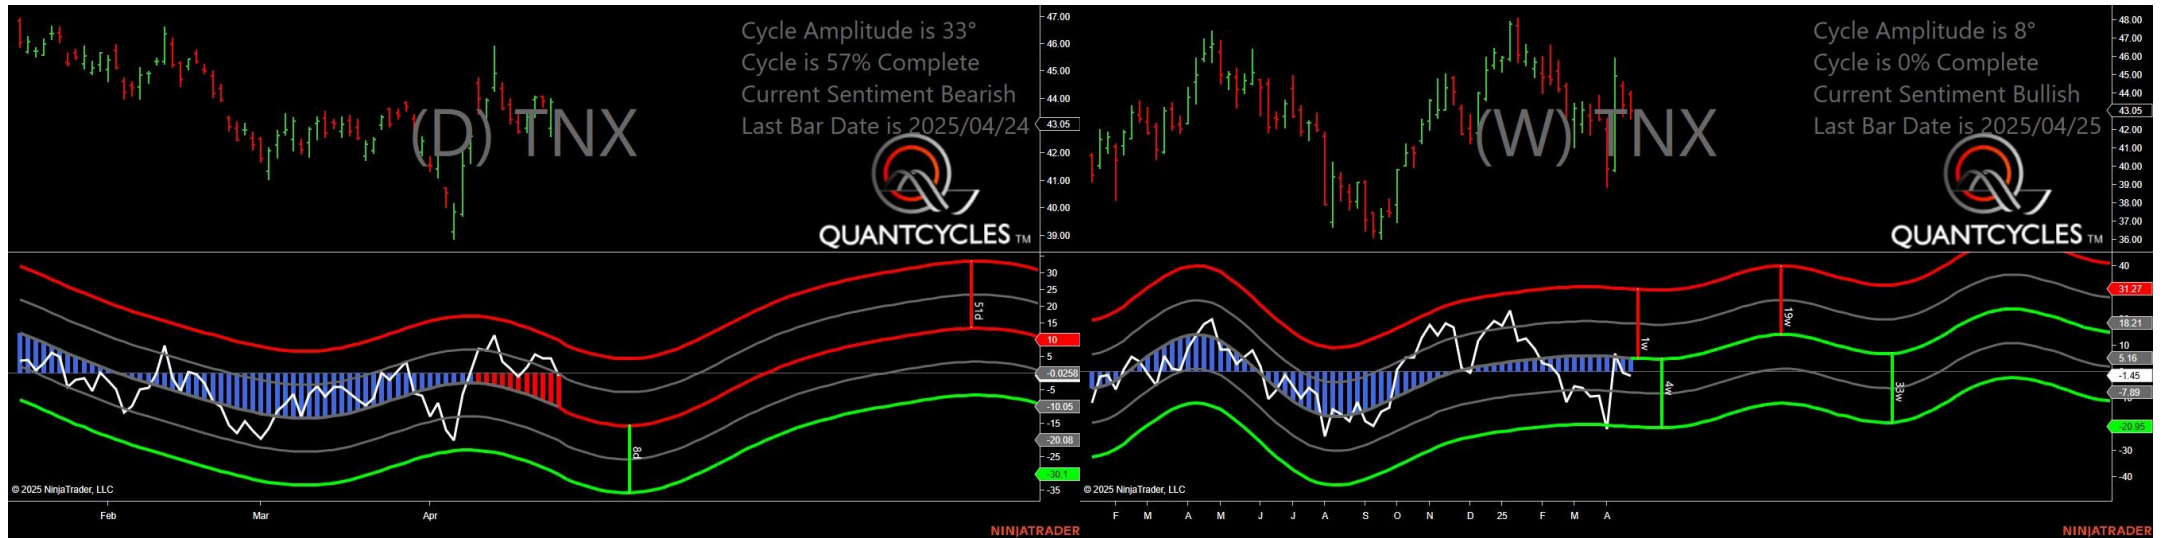 Cycle Amplitude is 33°
Cycle is 57% Complete
Current Sentiment Bearish
Last Bar Date is 2025/04/24
(D) TNX
QUANTCYCLES TM
47.00
46.00
45.00
44.00
43.05
42.00
41.00
40.00
39.00
30
25
20
15
10
5
-0.0258
-5
-10.05
-15
-20.08
-25
-30.1
-35
51d
8d
© 2025 NinjaTrader, LLC
Feb Mar Apr
NINJATRADER
Cycle Amplitude is 8°
Cycle is 0% Complete
Current Sentiment Bullish
Last Bar Date is 2025/04/25
(W) TNX
QUANTCYCLES TM
48.00
47.00
46.00
45.00
44.00
43.05
42.00
41.00
40.00
39.00
38.00
37.00
36.00
40
31.27
18.21
10
5.16
-1.45
-7.89
-20.95
-30
-40
1w
4w
19w
33w
© 2025 NinjaTrader, LLC
F M A M J J A S O N D 25 F M A
NINJATRADER